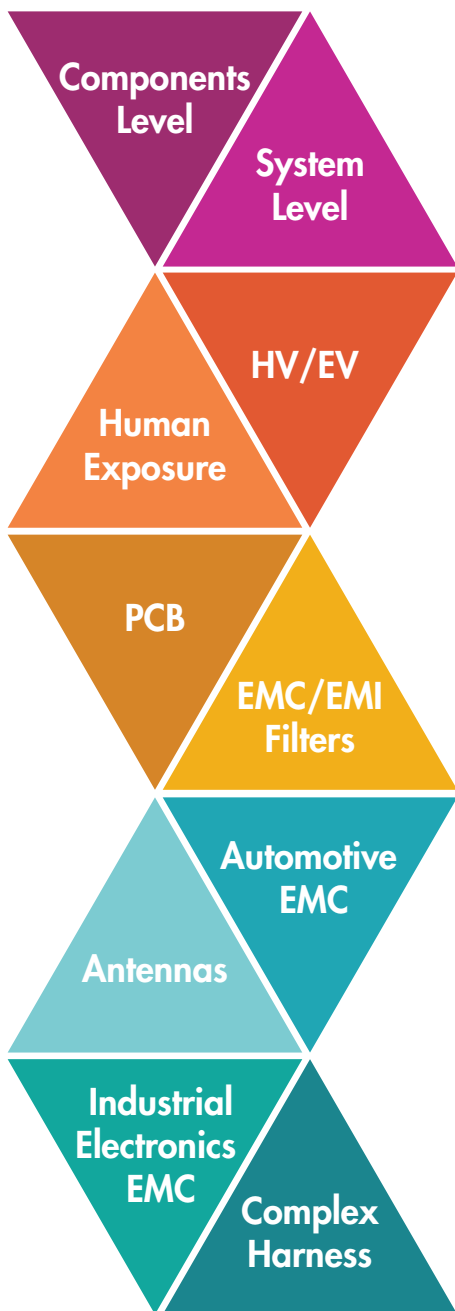 Components
Level
System
Level
HV/EV
Human
Exposure
PCB
EMC/EMI
Filters
Automotive
EMC
Antennas
Industrial
Electronics
EMC
Complex
Harness